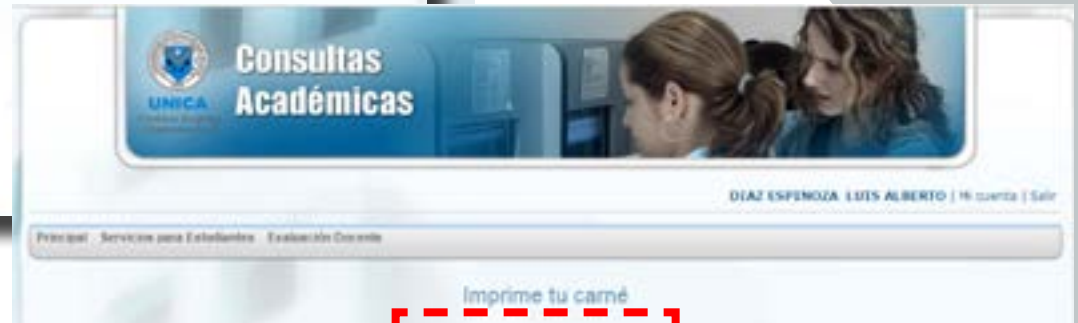 Consultas
Académicas
UNICA
DIAZ ESPINOZA LUIS ALBERTO | Mi cuenta | Salir
Principal Servicios para Estudiantes Evaluación Docente
Imprime tu carné